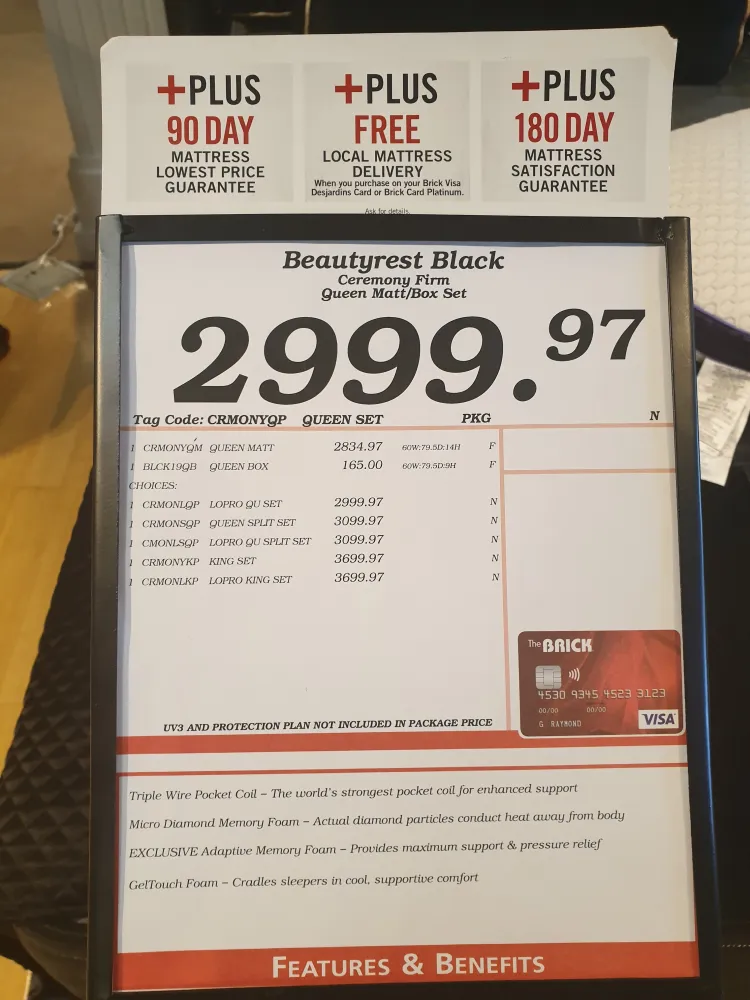 +PLUS
90 DAY
MATTRESS
LOWEST PRICE
GUARANTEE
+PLUS
FREE
LOCAL MATTRESS
DELIVERY
When you purchase on your Brick Visa
Desjardins Card or Brick Card Platinum.
+PLUS
180 DAY
MATTRESS
SATISFACTION
GUARANTEE
Ask for details.
Beautyrest Black
Ceremony Firm
Queen Matt/Box Set
2999.97
Tag Code: CRMONYQP QUEEN SET PKG N
1 CRMONYQM QUEEN MATT 2834.97 60W:79.5D:14H F
1 BLCK19QB QUEEN BOX 165.00 60W:79.5D:9H F
CHOICES:
1 CRMONLQP LOPRO QU SET 2999.97 N
1 CRMONSQP QUEEN SPLIT SET 3099.97 N
1 CMONLSQP LOPRO QU SPLIT SET 3099.97 N
1 CRMONYKP KING SET 3699.97 N
1 CRMONLKP LOPRO KING SET 3699.97 N
The BRICK
4530 9345 4523 3123
00/00 00/00
G RAYMOND
VISA
UV3 AND PROTECTION PLAN NOT INCLUDED IN PACKAGE PRICE
Triple Wire Pocket Coil – The world's strongest pocket coil for enhanced support
Micro Diamond Memory Foam – Actual diamond particles conduct heat away from body
EXCLUSIVE Adaptive Memory Foam – Provides maximum support & pressure relief
GelTouch Foam – Cradles sleepers in cool, supportive comfort
FEATURES & BENEFITS